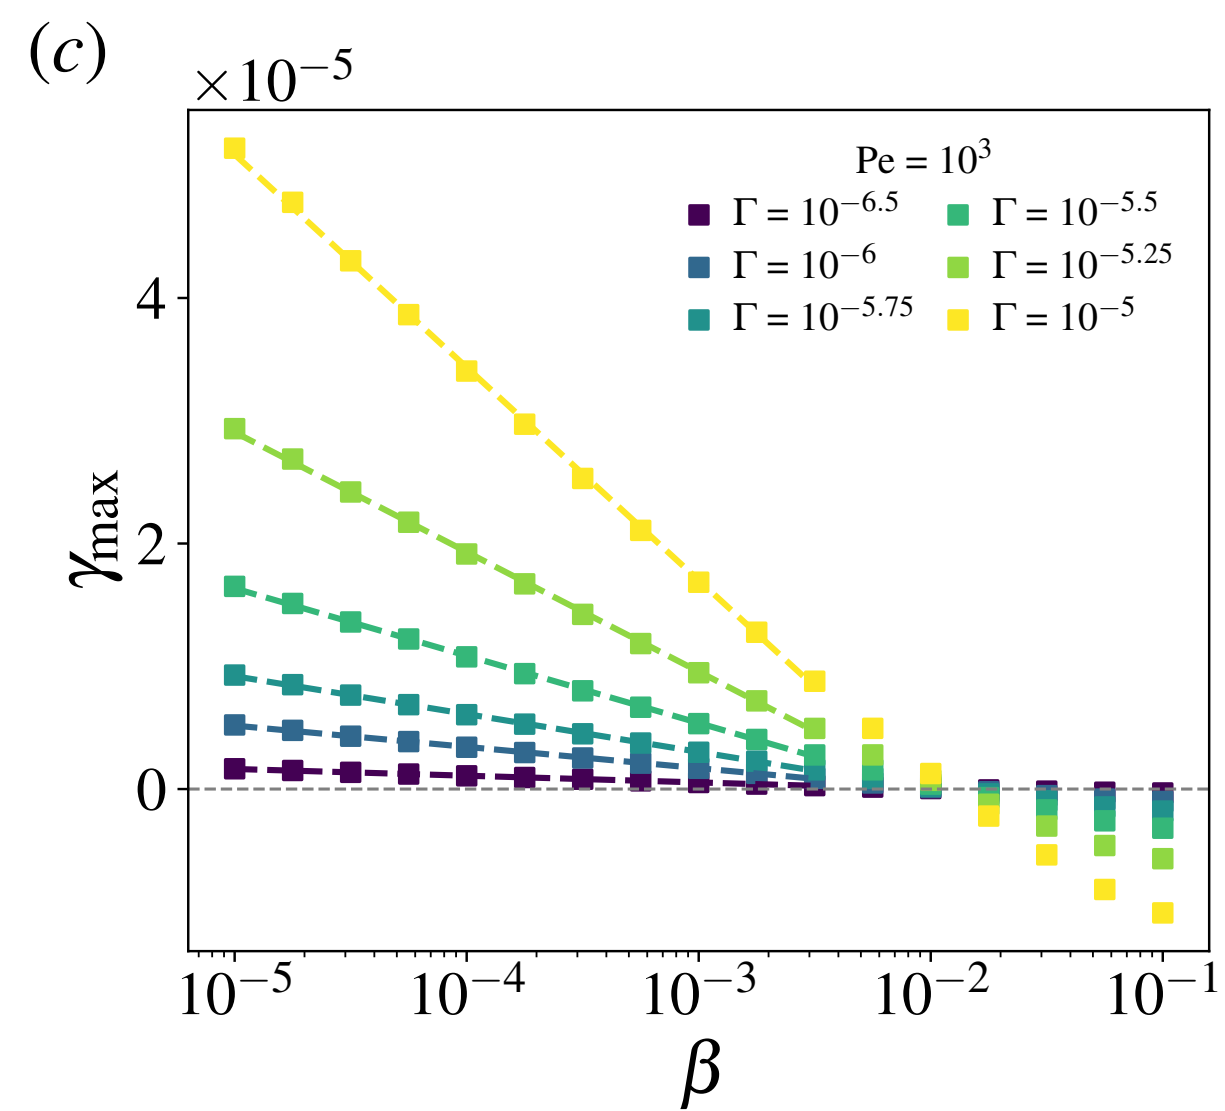 (c)
×10⁻⁵
Pe = 10³
Γ = 10⁻⁶·⁵ Γ = 10⁻⁵·⁵
Γ = 10⁻⁶ Γ = 10⁻⁵·²⁵
Γ = 10⁻⁵·⁷⁵ Γ = 10⁻⁵
4
2
0
γmax
10⁻⁵ 10⁻⁴ 10⁻³ 10⁻² 10⁻¹
β